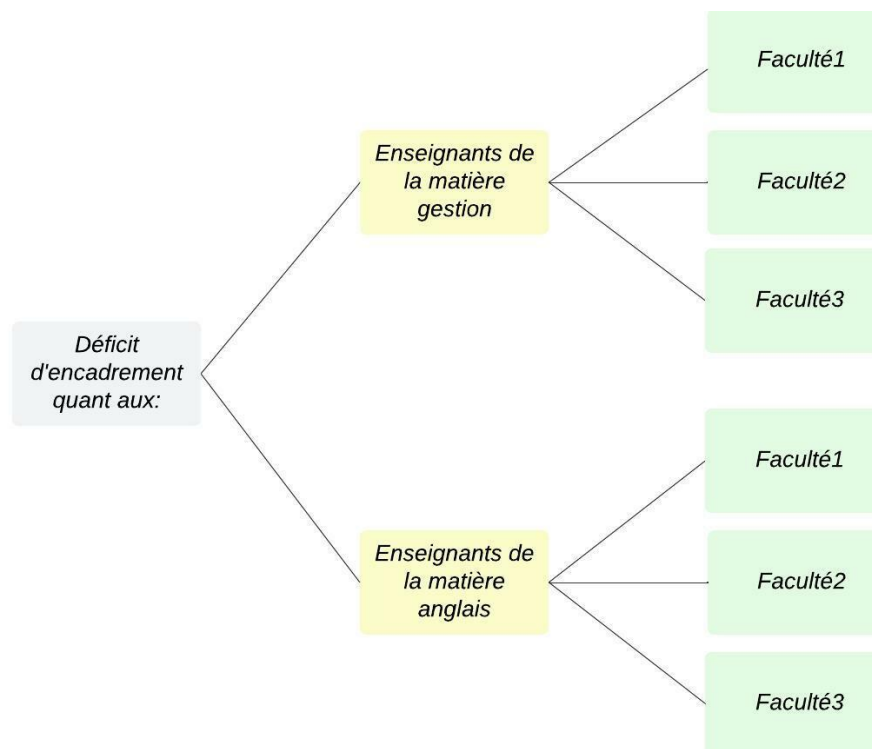 Déficit
d'encadrement
quant aux:
Enseignants de
la matière
gestion
Faculté1
Faculté2
Faculté3
Enseignants de
la matière
anglais
Faculté1
Faculté2
Faculté3